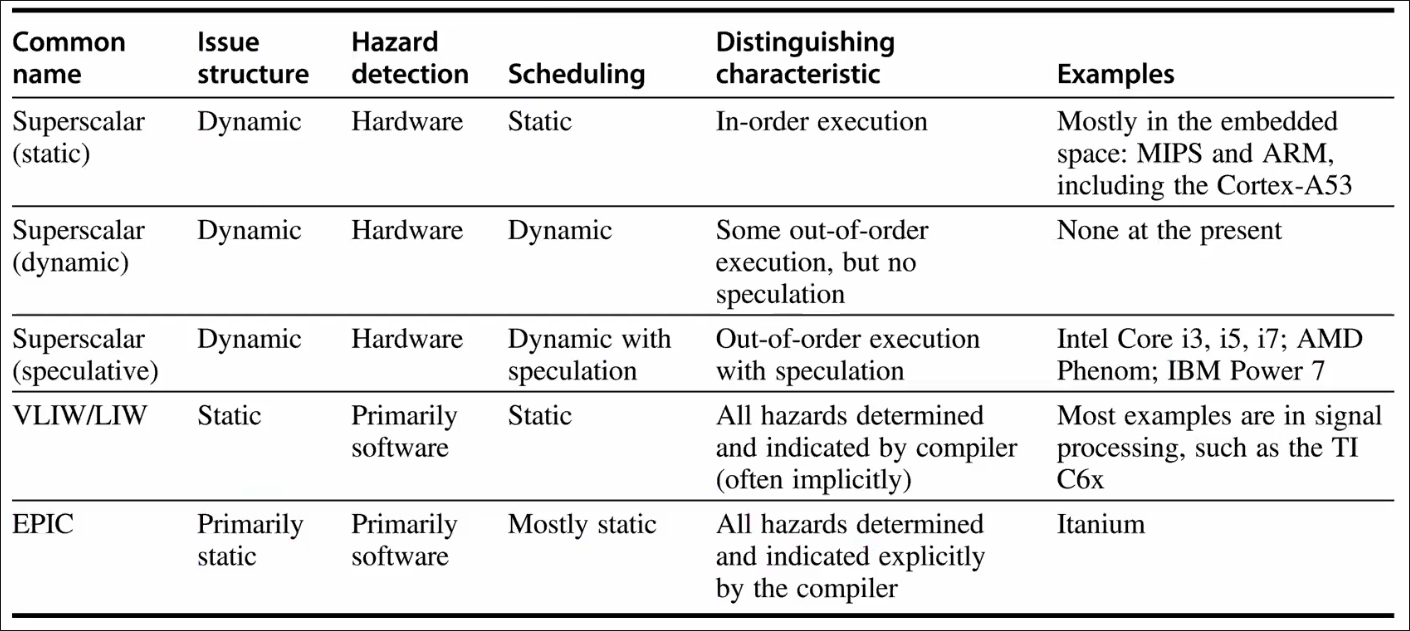 Common name
Issue structure
Hazard detection
Scheduling
Distinguishing characteristic
Examples
Superscalar (static)
Dynamic
Hardware
Static
In-order execution
Mostly in the embedded
space: MIPS and ARM,
including the Cortex-A53
Superscalar
(dynamic)
Dynamic
Hardware
Dynamic
Some out-of-order
execution, but no
speculation
None at the present
Superscalar
(speculative)
Dynamic
Hardware
Dynamic with
speculation
Out-of-order execution
with speculation
Intel Core i3, i5, i7; AMD
Phenom; IBM Power 7
VLIW/LIW
Static
Primarily
software
Static
All hazards determined
and indicated by compiler
(often implicitly)
Most examples are in signal
processing, such as the TI
C6x
EPIC
Primarily
static
Primarily
software
Mostly static
All hazards determined
and indicated explicitly
by the compiler
Itanium